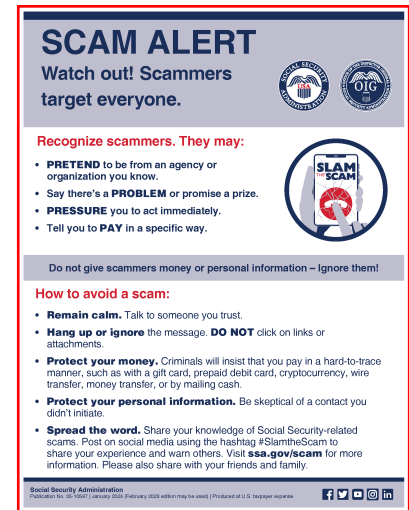 SCAM ALERT
Watch out! Scammers
target everyone.
SOCIAL SECURITY
USA
ADMINISTRATION
OIG
Recognize scammers. They may:
• PRETEND to be from an agency or
organization you know.
• Say there's a PROBLEM or promise a prize.
• PRESSURE you to act immediately.
• Tell you to PAY in a specific way.
SLAM
THE SCAM
Do not give scammers money or personal information – Ignore them!
How to avoid a scam:
• Remain calm. Talk to someone you trust.
• Hang up or ignore the message. DO NOT click on links or
attachments.
• Protect your money. Criminals will insist that you pay in a hard-to-trace
manner, such as with a gift card, prepaid debit card, cryptocurrency, wire
transfer, money transfer, or by mailing cash.
• Protect your personal information. Be skeptical of a contact you
didn't initiate.
• Spread the word. Share your knowledge of Social Security-related
scams. Post on social media using the hashtag #SlamtheScam to
share your experience and warn others. Visit ssa.gov/scam for more
information. Please also share with your friends and family.
Social Security Administration
Publication No. 05-10597 | January 2024 (February 2023 edition may be used) | Produced at U.S. taxpayer expense